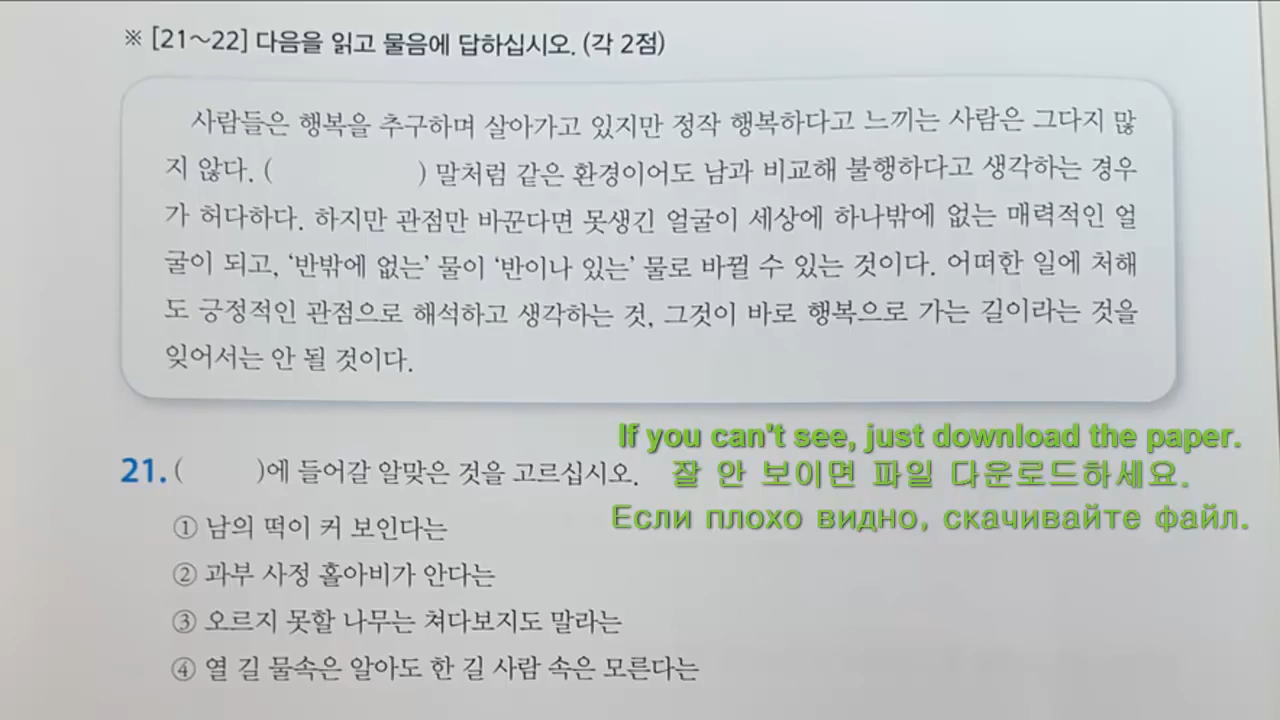 ※ [21~22] 다음을 읽고 물음에 답하십시오. (각 2점)
사람들은 행복을 추구하며 살아가고 있지만 정작 행복하다고 느끼는 사람은 그다지 많
지 않다. ( ) 말처럼 같은 환경이어도 남과 비교해 불행하다고 생각하는 경우
가 허다하다. 하지만 관점만 바꾼다면 못생긴 얼굴이 세상에 하나밖에 없는 매력적인 얼
굴이 되고, ‘반밖에 없는’ 물이 ‘반이나 있는’ 물로 바뀔 수 있는 것이다. 어떠한 일에 처해
도 긍정적인 관점으로 해석하고 생각하는 것, 그것이 바로 행복으로 가는 길이라는 것을
잊어서는 안 될 것이다.
If you can't see, just download the paper.
잘 안 보이면 파일 다운로드하세요.
Если плохо видно, скачивайте файл.
21. ( )에 들어갈 알맞은 것을 고르십시오.
① 남의 떡이 커 보인다는
② 과부 사정 홀아비가 안다는
③ 오르지 못할 나무는 쳐다보지도 말라는
④ 열 길 물속은 알아도 한 길 사람 속은 모른다는